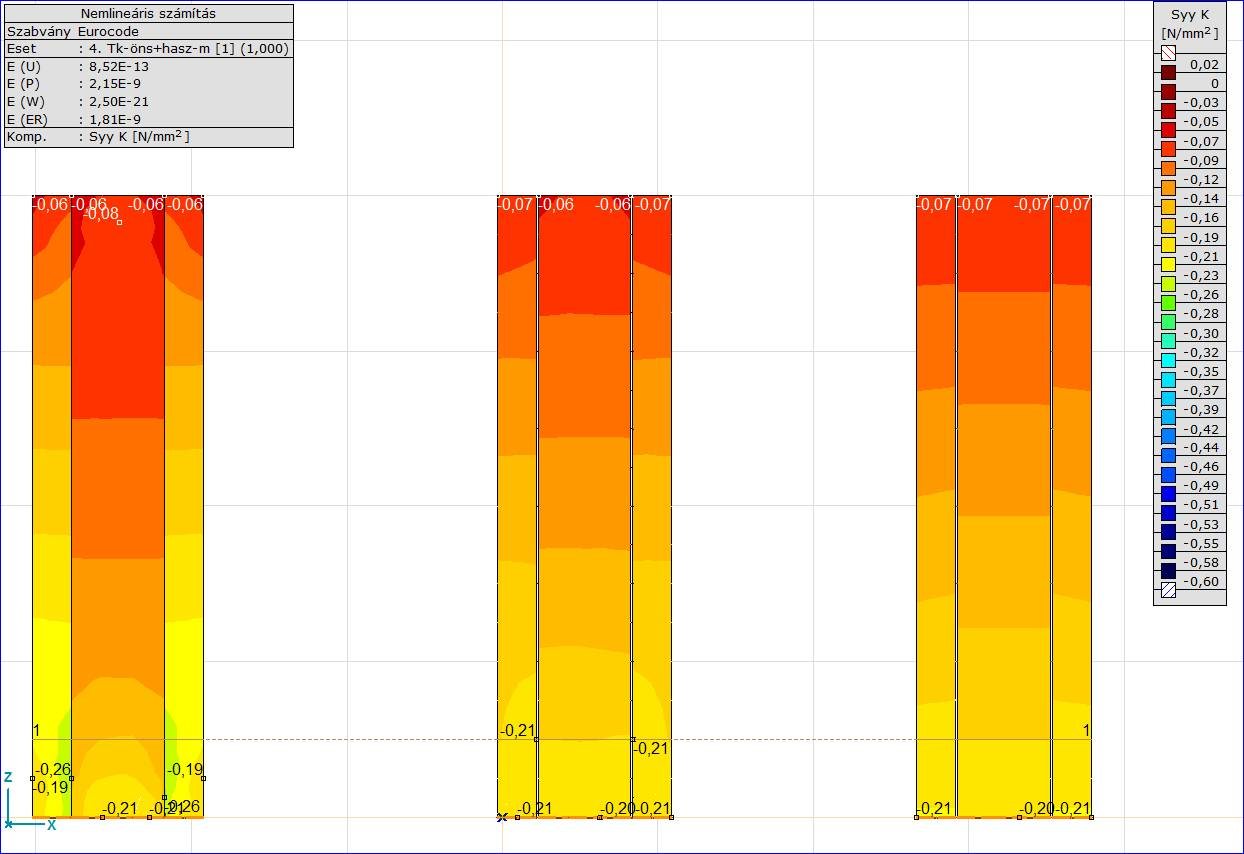 Nemlineáris számítás
Szabvány Eurocode
Eset : 4. Tk-öns+hasz-m [1] (1,000)
E (U) : 8,52E-13
E (P) : 2,15E-9
E (W) : 2,50E-21
E (ER) : 1,81E-9
Komp. : Syy K [N/mm²]
Syy K
[N/mm²]
0,02
0
-0,03
-0,05
-0,07
-0,09
-0,12
-0,14
-0,16
-0,19
-0,21
-0,23
-0,26
-0,28
-0,30
-0,32
-0,35
-0,37
-0,39
-0,42
-0,44
-0,46
-0,49
-0,51
-0,53
-0,55
-0,58
-0,60
-0,06 -0,06 -0,06 -0,06 -0,07 -0,06 -0,06 -0,07 -0,07 -0,07 -0,07 -0,07
-0,08
1 -0,21 1
-0,21
-0,26 -0,19
-0,19
-0,21 -0,26 -0,21 -0,20 -0,21 -0,21 -0,20 -0,21
Z
X